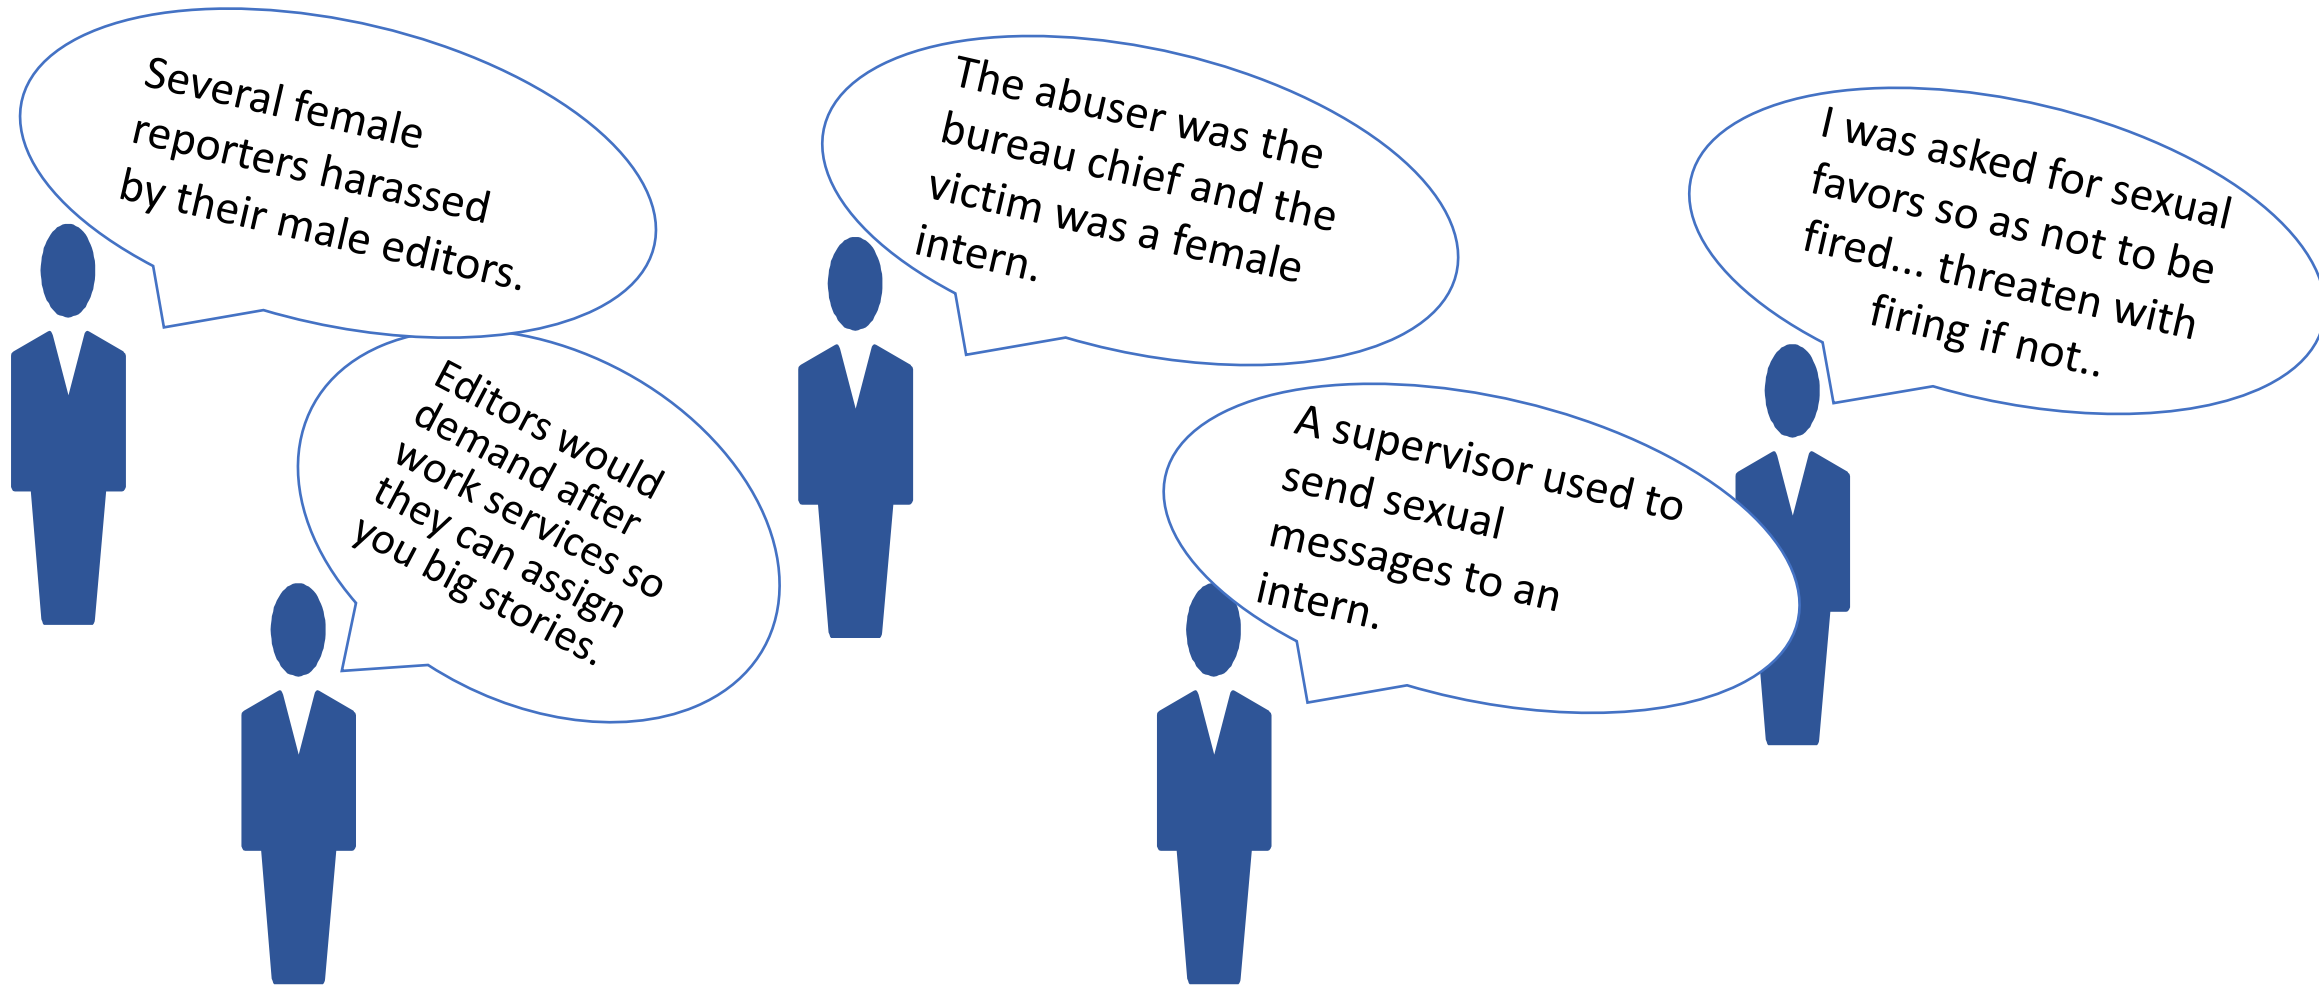 Several female
reporters harassed
by their male editors.
Editors would
demand after
work services so
they can assign
you big stories.
The abuser was the
bureau chief and the
victim was a female
intern.
A supervisor used to
send sexual
messages to an
intern.
I was asked for sexual
favors so as not to be
fired... threaten with
firing if not..